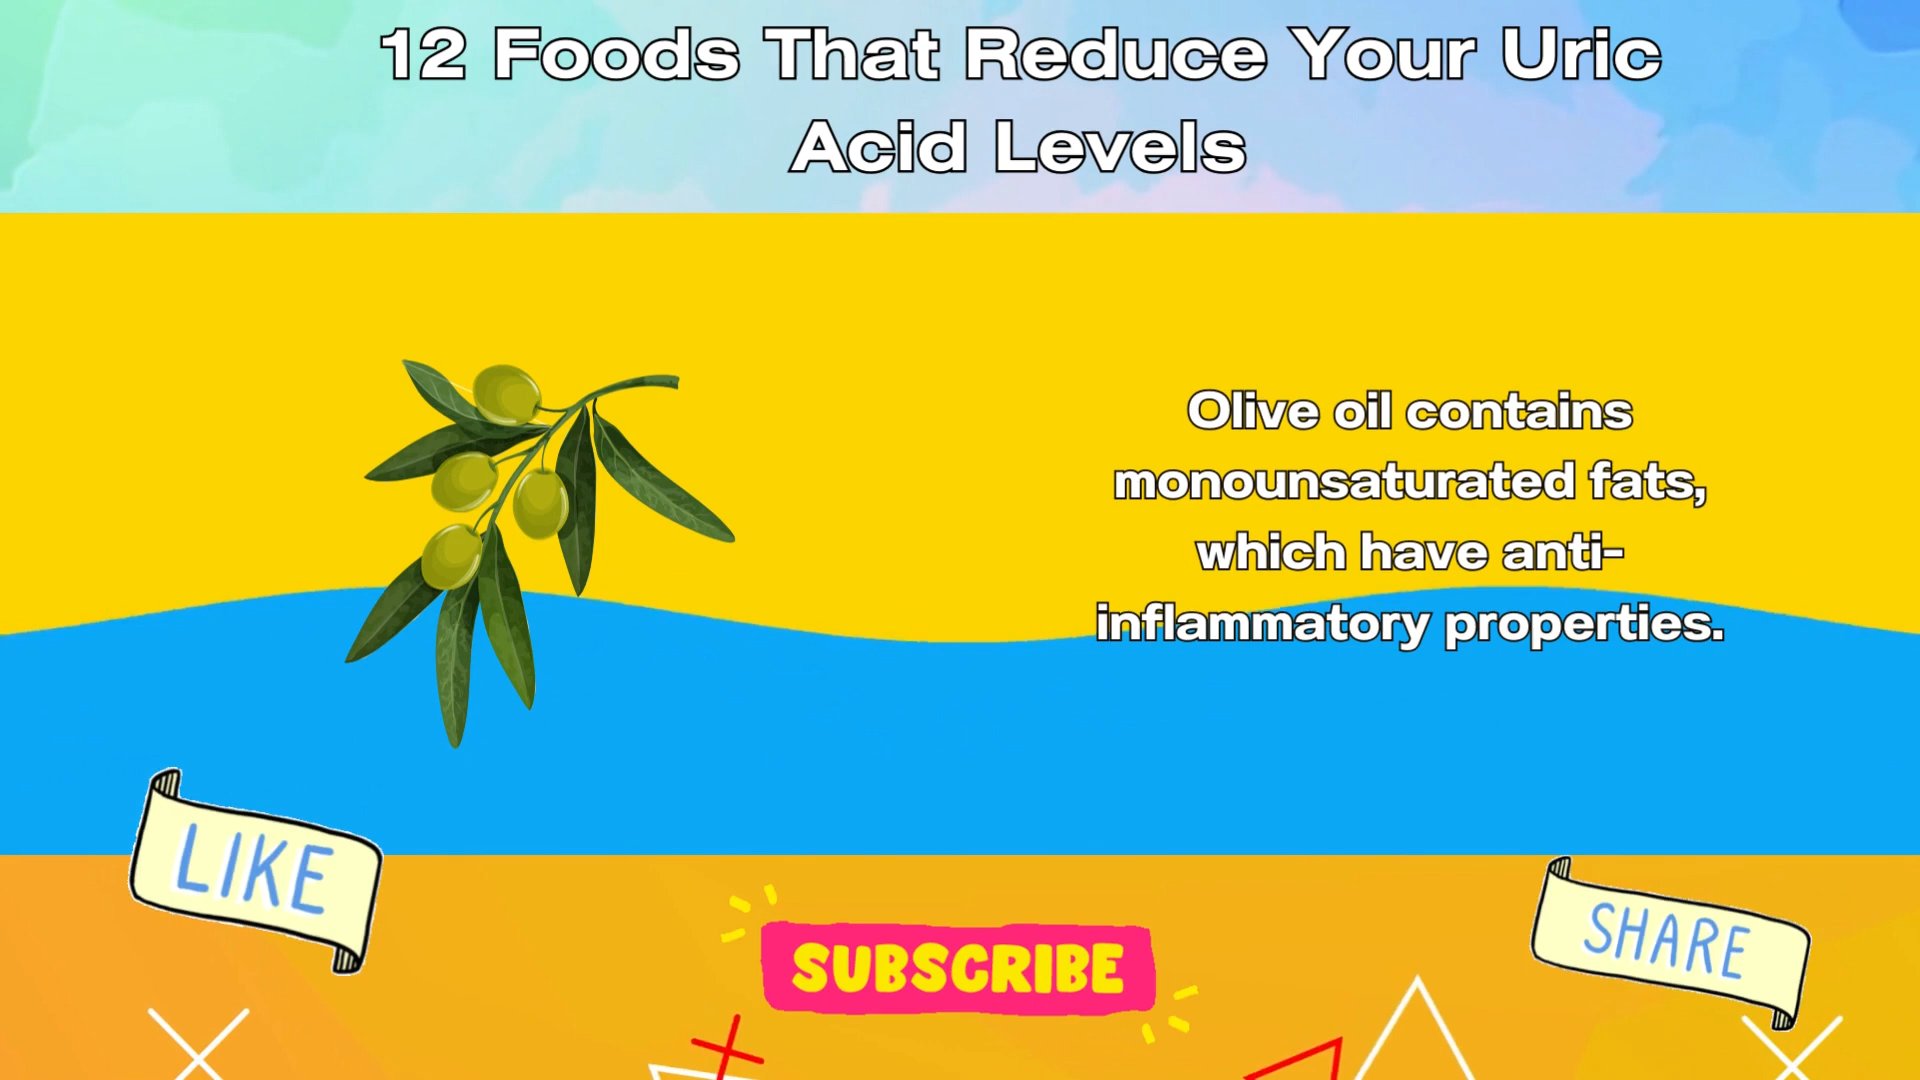 12 Foods That Reduce Your Uric
Acid Levels
Olive oil contains
monounsaturated fats,
which have anti-
inflammatory properties.
LIKE
SUBSCRIBE
SHARE